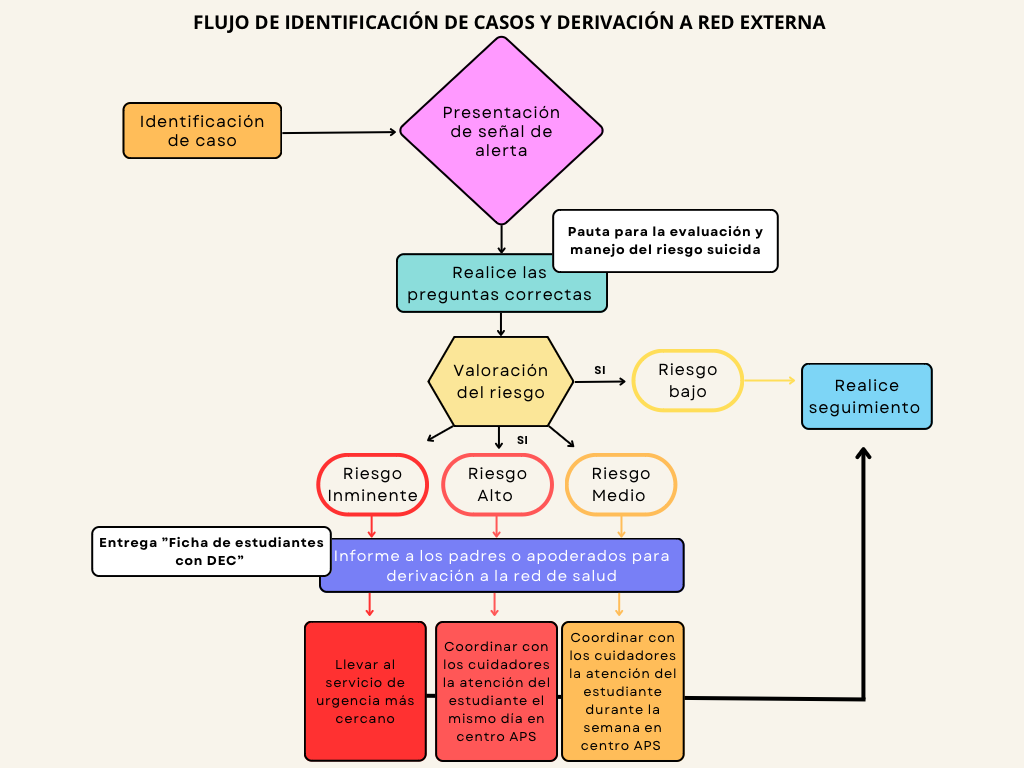 FLUJO DE IDENTIFICACIÓN DE CASOS Y DERIVACIÓN A RED EXTERNA
Identificación
de caso
Presentación
de señal de
alerta
Pauta para la evaluación y
manejo del riesgo suicida
Realice las
preguntas correctas
Valoración
del riesgo
SI
Riesgo
bajo
Realice
seguimiento
SI
Riesgo
Inminente
Riesgo
Alto
Riesgo
Medio
Entrega "Ficha de estudiantes
con DEC"
Informe a los padres o apoderados para
derivación a la red de salud
Llevar al
servicio de
urgencia más
cercano
Coordinar con
los cuidadores
la atención del
estudiante el
mismo día en
centro APS
Coordinar con
los cuidadores
la atención del
estudiante
durante la
semana en
centro APS